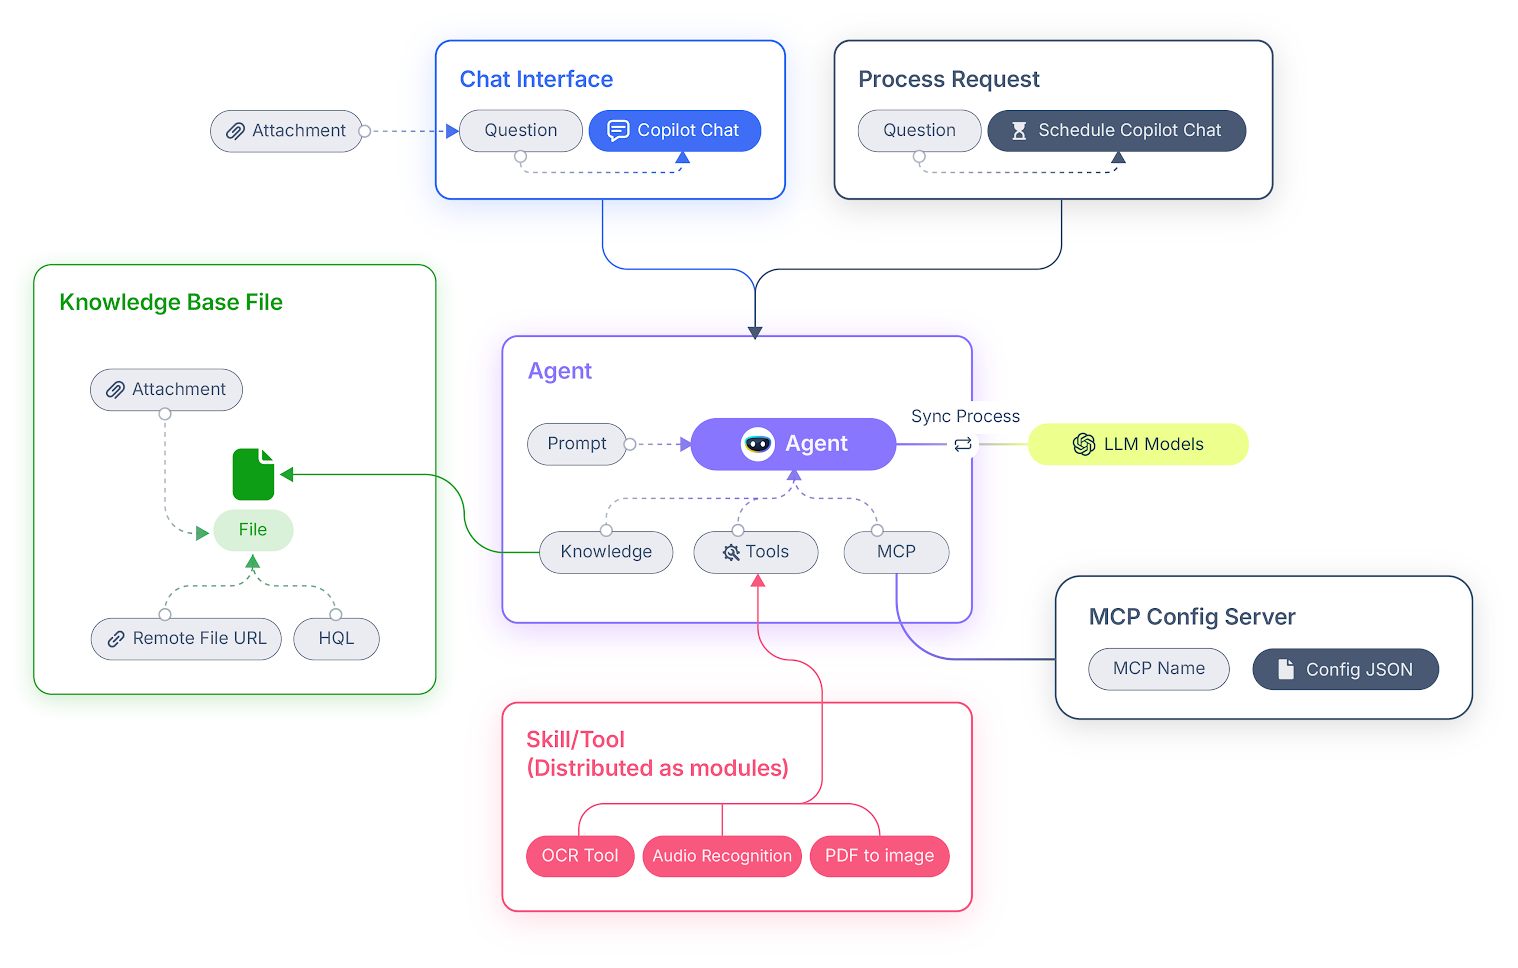 Chat Interface
Attachment
Question
Copilot Chat
Process Request
Question
Schedule Copilot Chat
Knowledge Base File
Attachment
File
Remote File URL
HQL
Agent
Prompt
Agent
Sync Process
LLM Models
Knowledge
Tools
MCP
MCP Config Server
MCP Name
Config JSON
Skill/Tool
(Distributed as modules)
OCR Tool
Audio Recognition
PDF to image